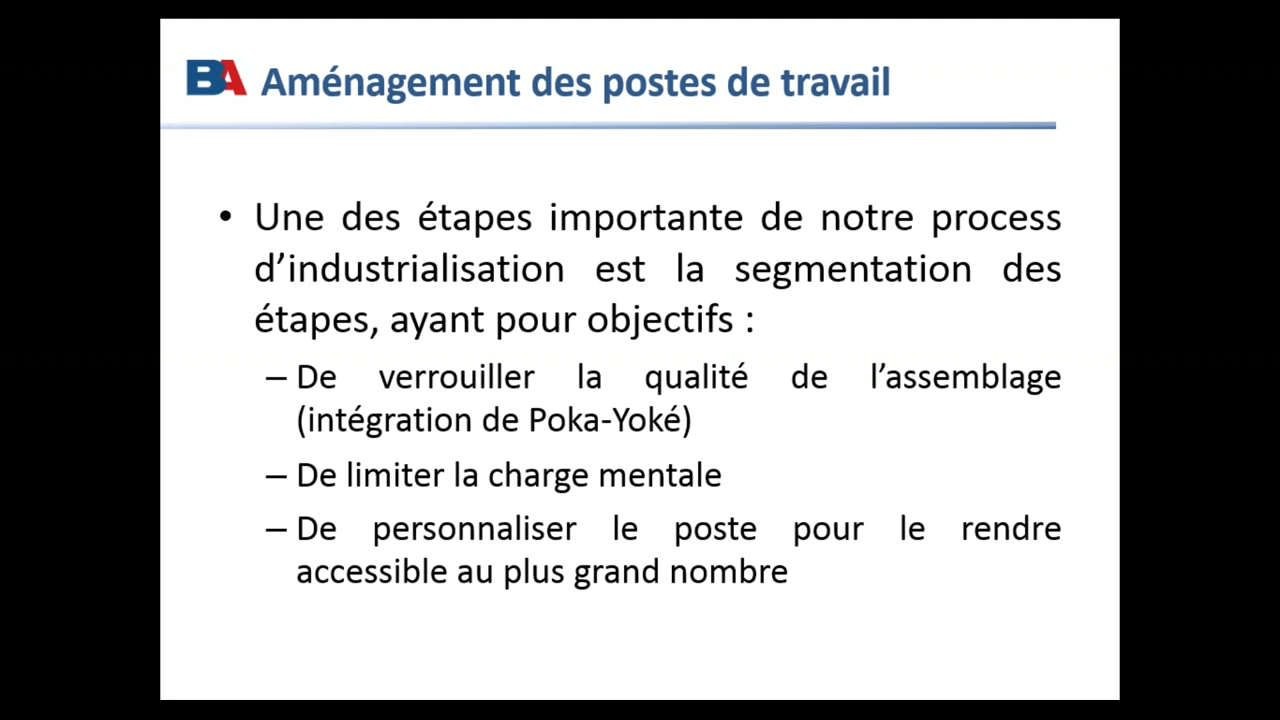 BA Aménagement des postes de travail
• Une des étapes importante de notre process
d’industrialisation est la segmentation des
étapes, ayant pour objectifs :
– De verrouiller la qualité de l’assemblage
(intégration de Poka-Yoké)
– De limiter la charge mentale
– De personnaliser le poste pour le rendre
accessible au plus grand nombre